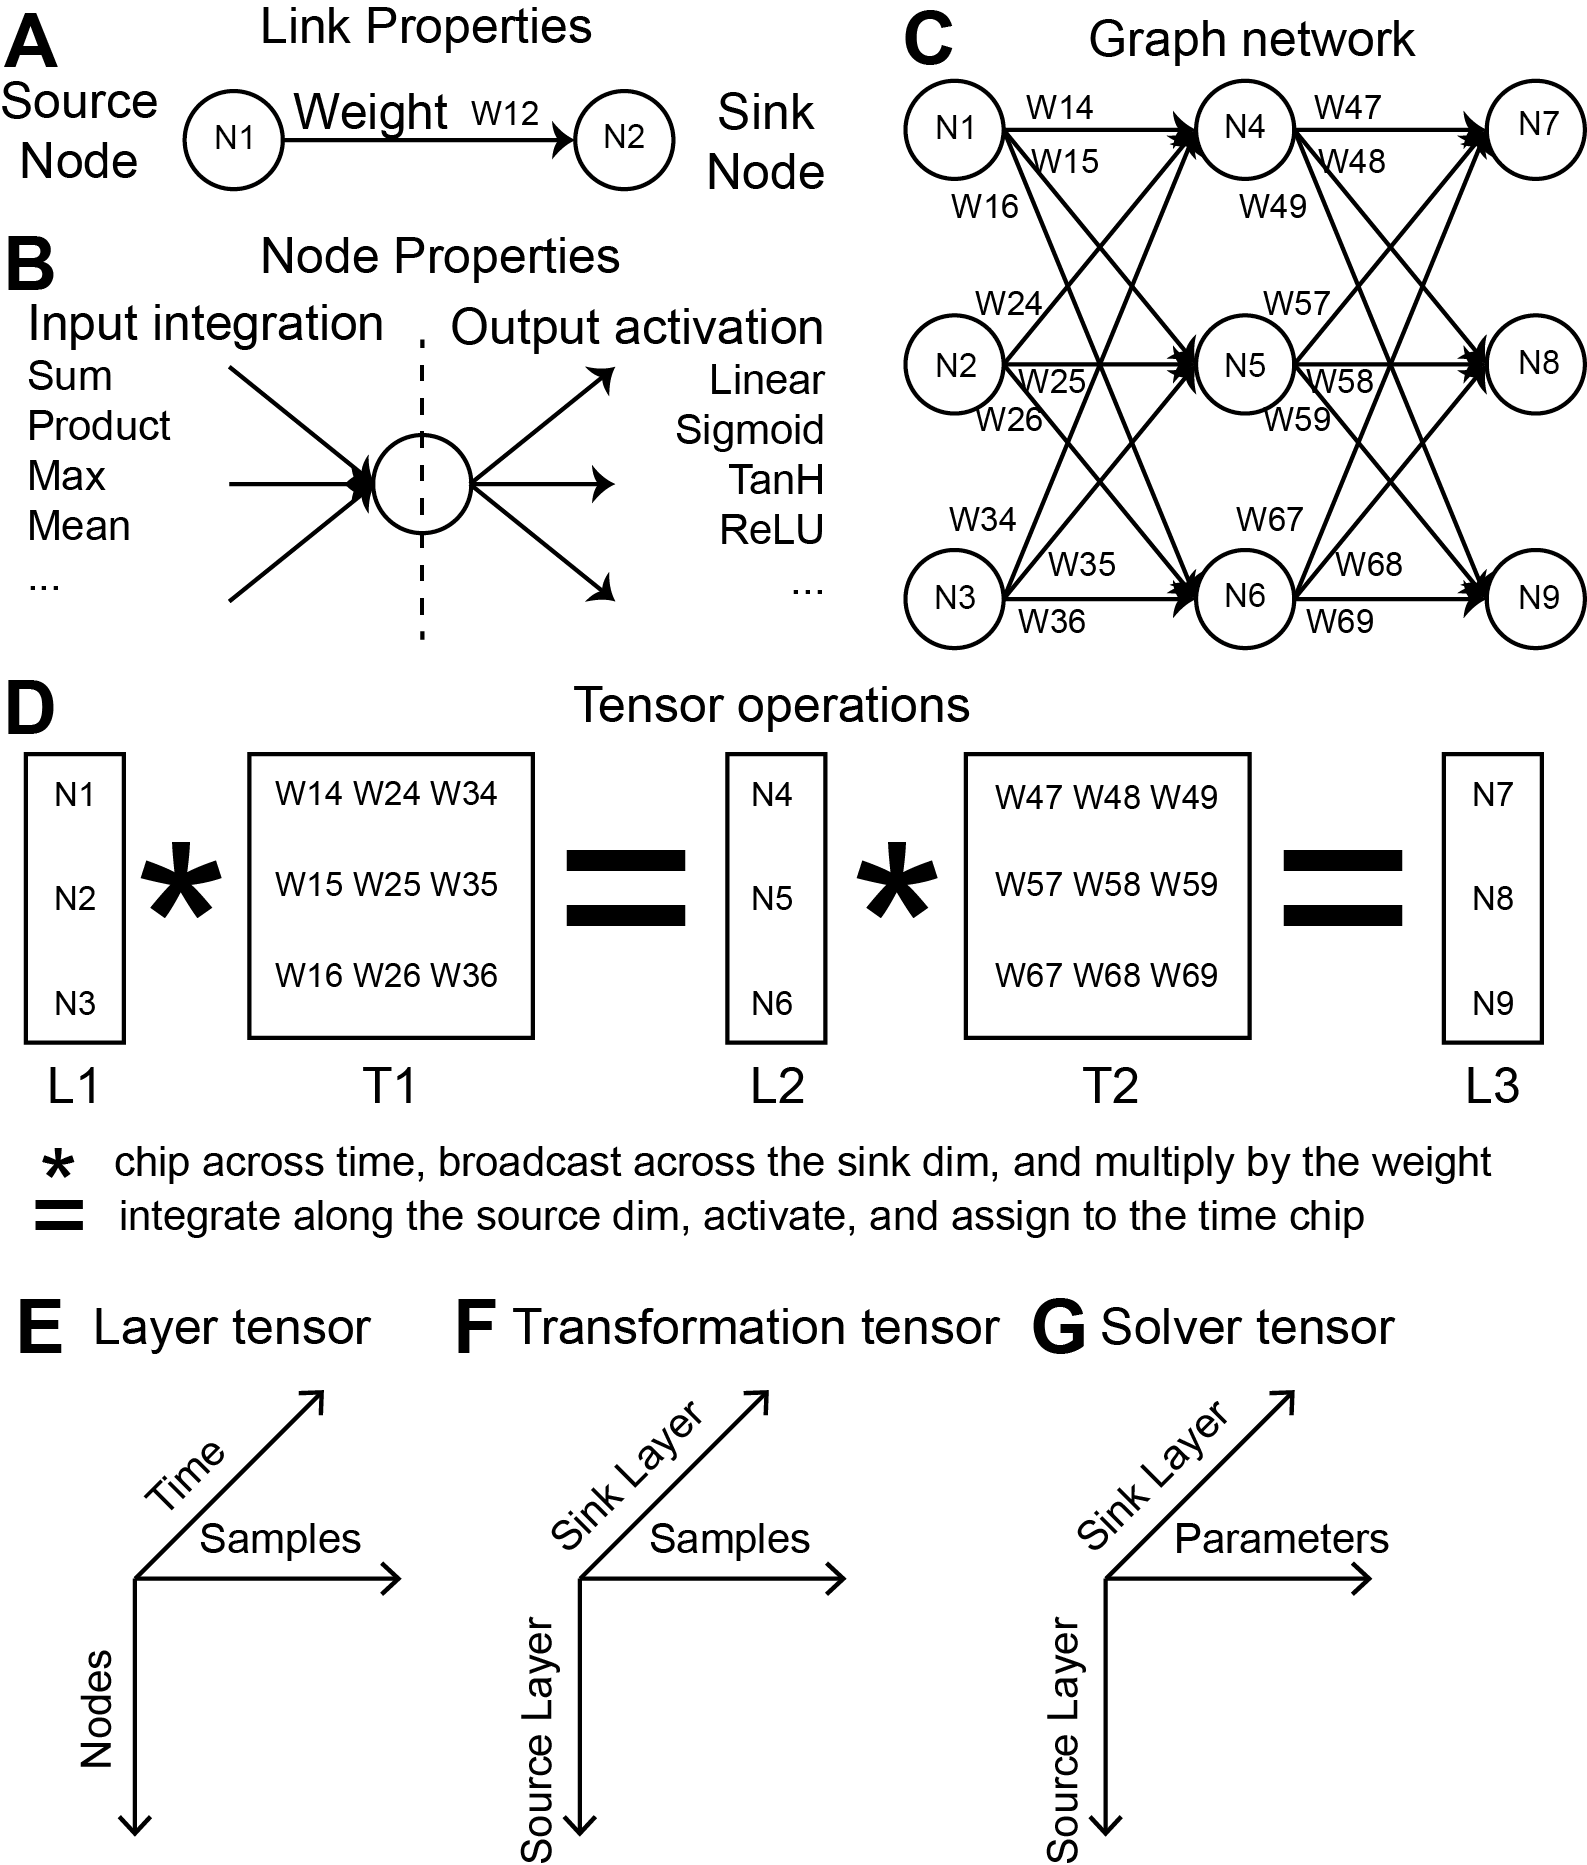 A Link Properties
Source Node
N1
Weight W12
N2
Sink Node
B Node Properties
Input integration
Sum
Product
Max
Mean
...
Output activation
Linear
Sigmoid
TanH
ReLU
...
C Graph network
N1 W14 N4 W47 N7
W15 W48
W16 W49
W24 W57
N2 W25 N5 W58 N8
W26 W59
W34 W67
W35 W68
N3 N6 N9
W36 W69
D Tensor operations
N1
N2
N3
L1
*
W14 W24 W34
W15 W25 W35
W16 W26 W36
T1
=
N4
N5
N6
L2
*
W47 W48 W49
W57 W58 W59
W67 W68 W69
T2
=
N7
N8
N9
L3
* chip across time, broadcast across the sink dim, and multiply by the weight
= integrate along the source dim, activate, and assign to the time chip
E Layer tensor
Time
Samples
Nodes
F Transformation tensor
Sink Layer
Samples
Source Layer
G Solver tensor
Sink Layer
Parameters
Source Layer